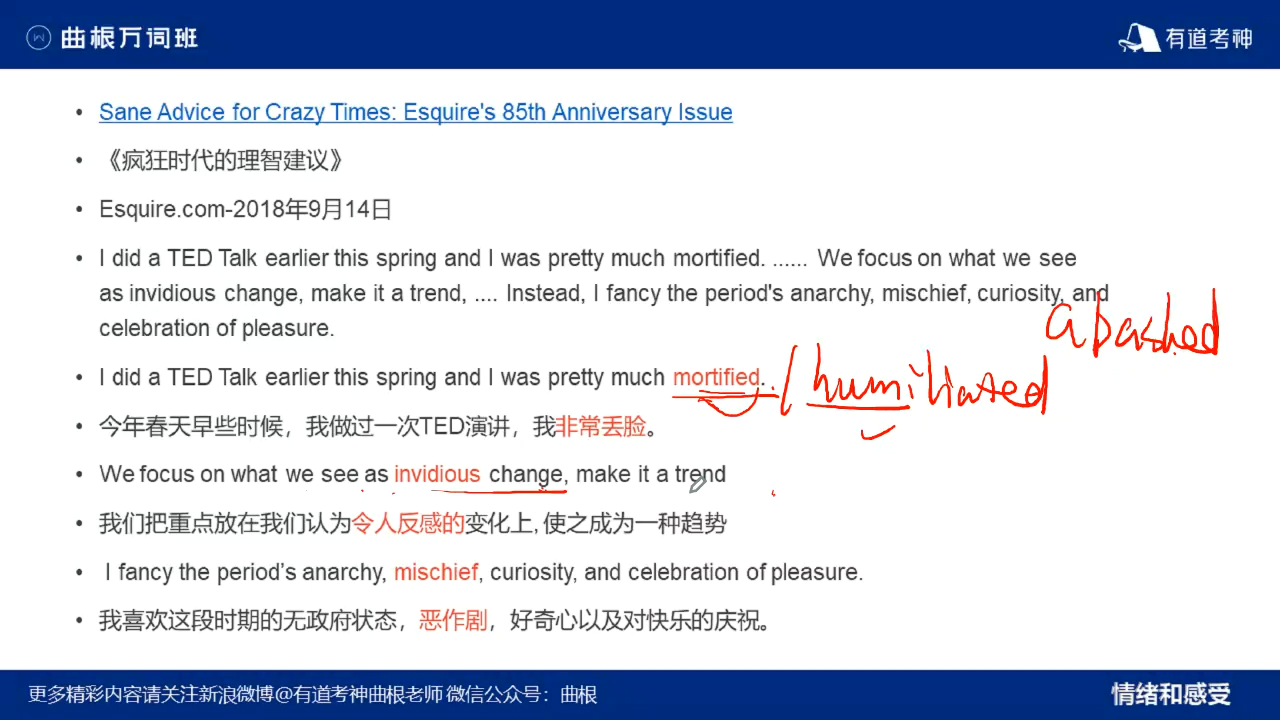 曲根万词班
有道考神
• Sane Advice for Crazy Times: Esquire's 85th Anniversary Issue
• 《疯狂时代的理智建议》
• Esquire.com-2018年9月14日
• I did a TED Talk earlier this spring and I was pretty much mortified. ...... We focus on what we see
as invidious change, make it a trend, .... Instead, I fancy the period's anarchy, mischief, curiosity, and
celebration of pleasure.
abashed
• I did a TED Talk earlier this spring and I was pretty much mortified. / humiliated
• 今年春天早些时候，我做过一次TED演讲，我非常丢脸。
• We focus on what we see as invidious change, make it a trend
• 我们把重点放在我们认为令人反感的变化上, 使之成为一种趋势
• I fancy the period's anarchy, mischief, curiosity, and celebration of pleasure.
• 我喜欢这段时期的无政府状态，恶作剧，好奇心以及对快乐的庆祝。
更多精彩内容请关注新浪微博@有道考神曲根老师 微信公众号：曲根
情绪和感受